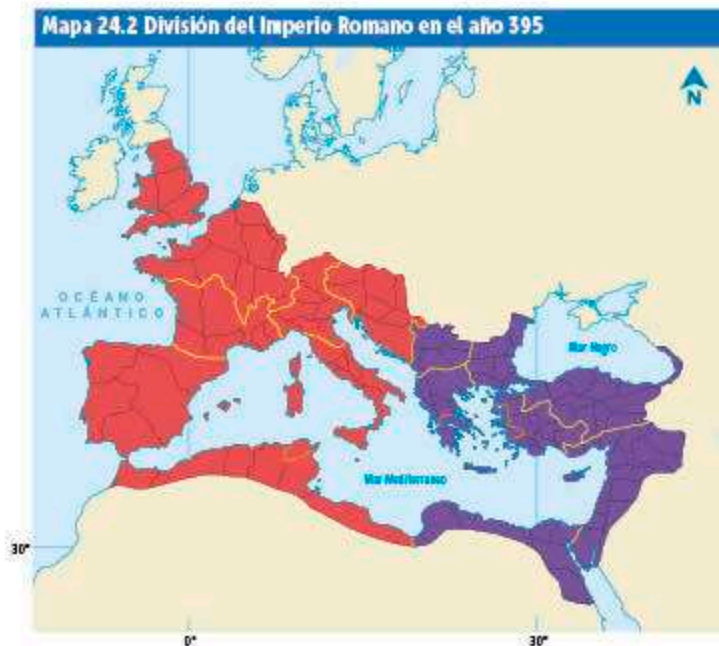 Mapa 24.2 División del Imperio Romano en el año 395
N
OCÉANO
ATLÁNTICO
Mar Negro
Mar Mediterraneo
30°
0°
30°